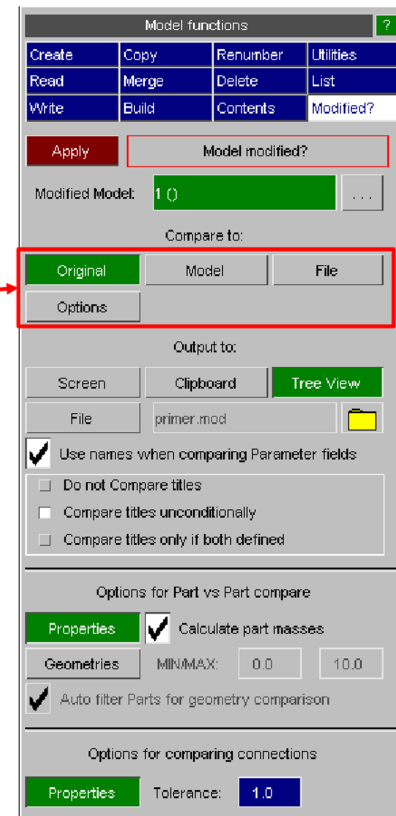 Model functions ?
Create Copy Renumber Utilities
Read Merge Delete List
Write Build Contents Modified?
Apply Model modified?
Modified Model: 1 () ...
Compare to:
Original Model File
Options
Output to:
Screen Clipboard Tree View
File primer.mod
Use names when comparing Parameter fields
Do not Compare titles
Compare titles unconditionally
Compare titles only if both defined
Options for Part vs Part compare
Properties Calculate part masses
Geometries MIN/MAX: 0.0 10.0
Auto filter Parts for geometry comparison
Options for comparing connections
Properties Tolerance: 1.0